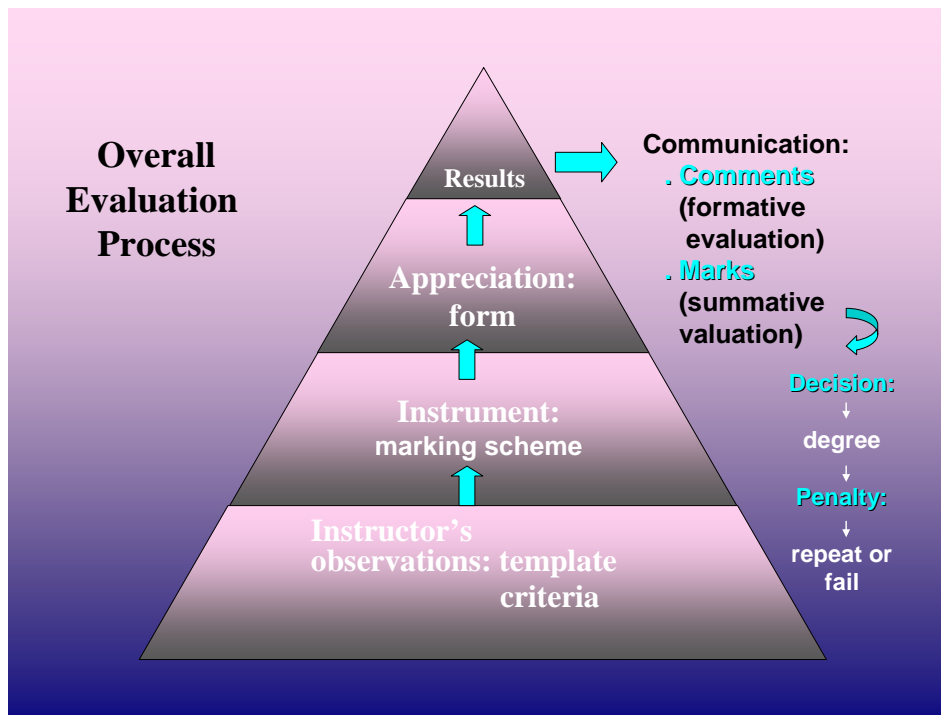 Overall
Evaluation
Process
Results
Appreciation:
form
Instrument:
marking scheme
Instructor's
observations: template
criteria
Communication:
. Comments
(formative
evaluation)
. Marks
(summative
valuation)
Decision:
degree
Penalty:
repeat or
fail